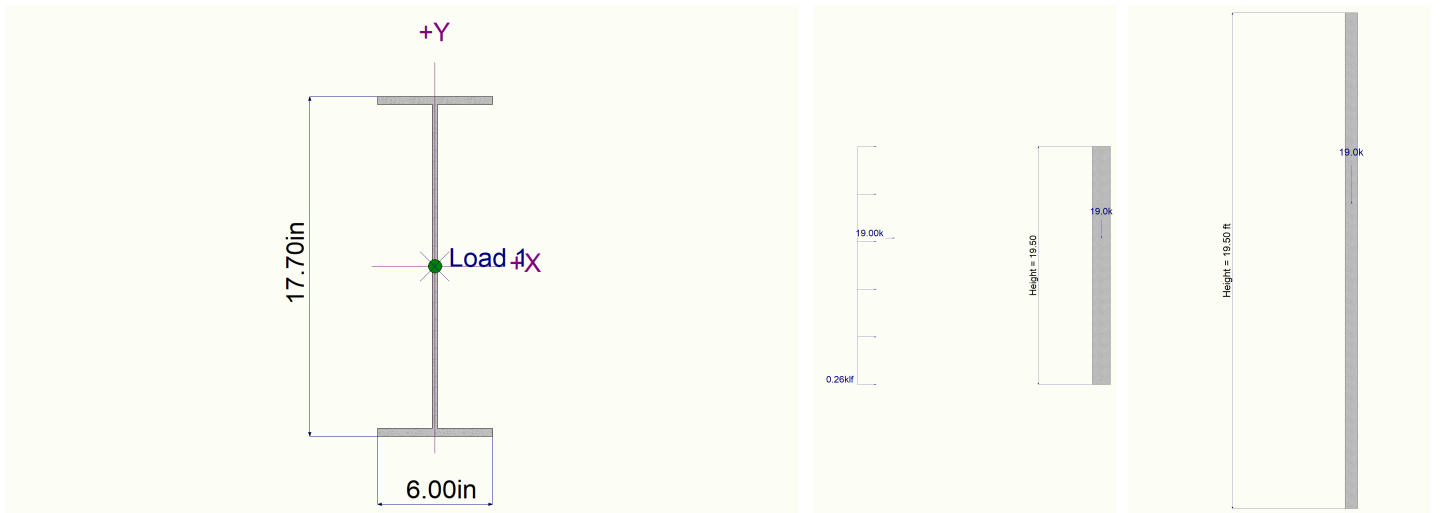 +Y
17.70in
Load 1
+X
6.00in
19.00k
0.26klf
Height = 19.50
19.0k
Height = 19.50 ft
19.0k